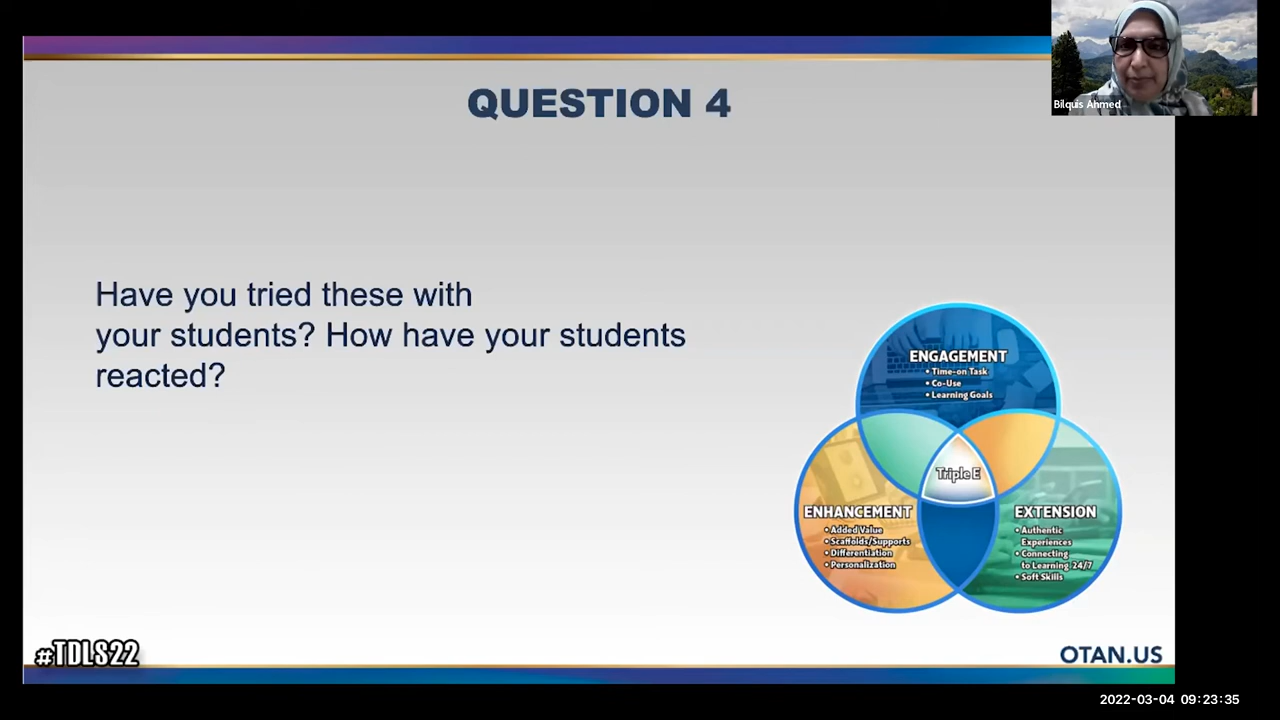 Bilquis Ahmed
QUESTION 4
Have you tried these with
your students? How have your students
reacted?
ENGAGEMENT
• Time-on Task
• Co-Use
• Learning Goals
Triple E
ENHANCEMENT
• Added Value
• Scaffolds/Supports
• Differentiation
• Personalization
EXTENSION
• Authentic
Experiences
• Connecting
to Learning 24/7
• Soft Skills
#TDLS22
OTAN.US
2022-03-04 09:23:35